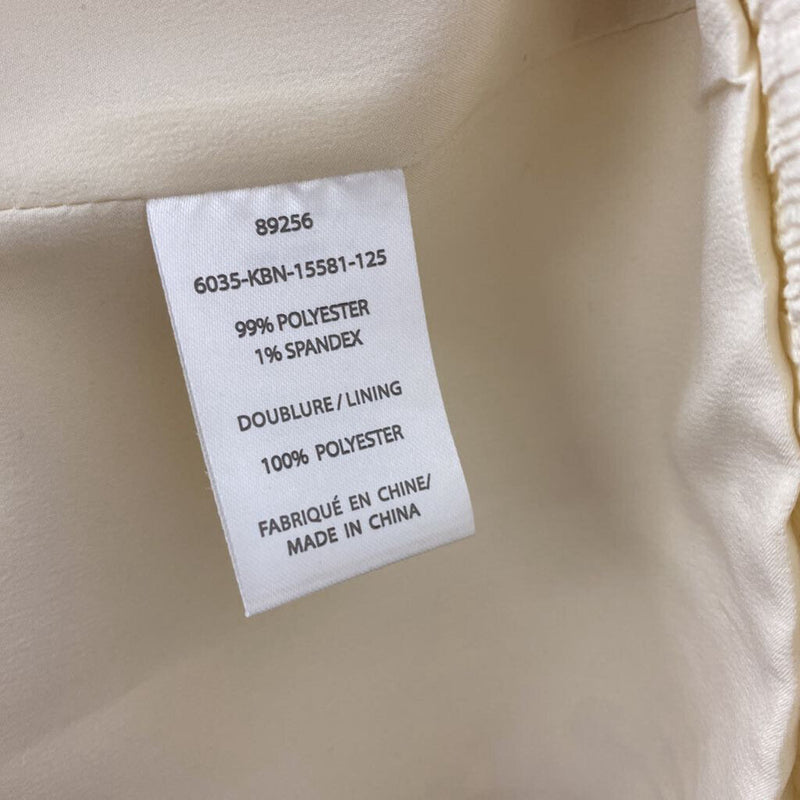 89256
6035-KBN-15581-125
99% POLYESTER
1% SPANDEX
DOUBLURE/LINING
100% POLYESTER
FABRIQUÉ EN CHINE/
MADE IN CHINA